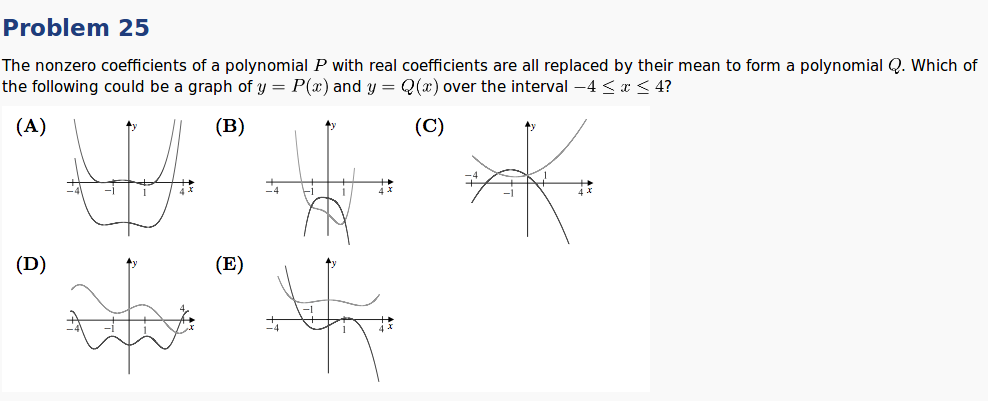 Problem 25
The nonzero coefficients of a polynomial P with real coefficients are all replaced by their mean to form a polynomial Q. Which of
the following could be a graph of y = P(x) and y = Q(x) over the interval −4 ≤ x ≤ 4?
(A) y −4 −1 1 4 x
(B) y −4 −1 1 4 x
(C) y −4 −1 1 4 x
(D) y −4 −1 1 4 x
(E) y −4 −1 1 4 x